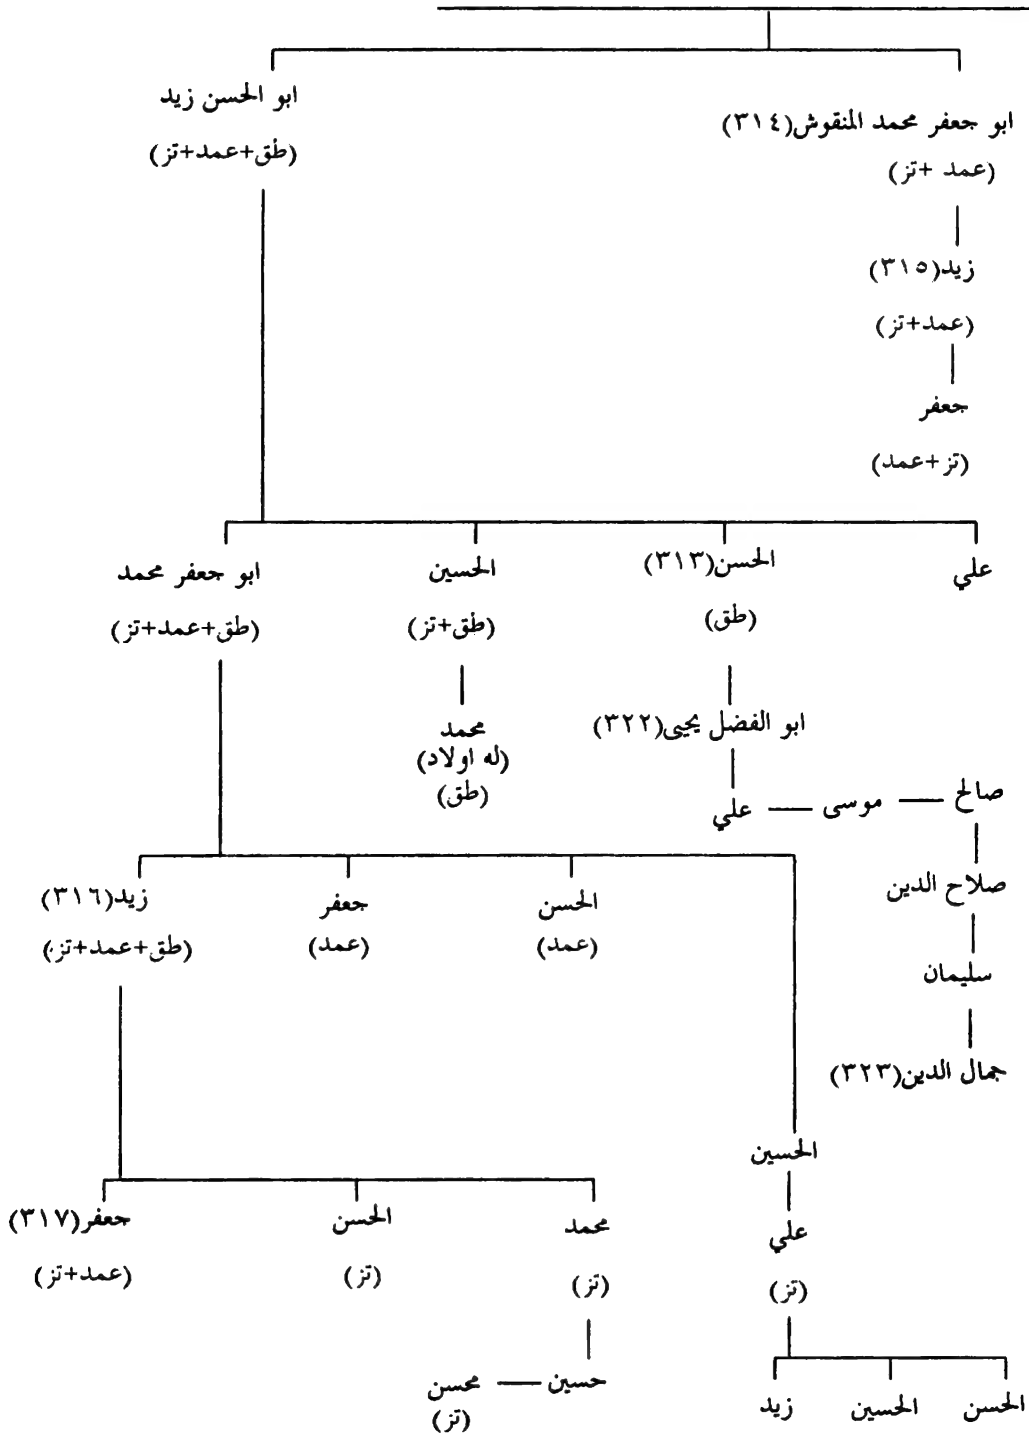 ابو جعفر محمد المنقوش(٣١٤)
(عمد +تز)
ابو الحسن زيد
(طق+عمد+تز)
زيد(٣١٥)
(عمد+تز)
جعفر
(تز+عمد)
علي
الحسن(٣١٣)
(طق)
الحسين
(طق+تز)
ابو جعفر محمد
(طق+عمد+تز)
ابو الفضل يحيى(٣٢٢)
محمد
(له اولاد)
(طق)
صالح — موسى — علي
صلاح الدين
سليمان
جمال الدين(٣٢٣)
الحسن
(عمد)
جعفر
(عمد)
زيد(٣١٦)
(طق+عمد+تز)
الحسين
علي
(تز)
محمد
(تز)
الحسن
(تز)
جعفر(٣١٧)
(عمد+تز)
حسين — محسن
(تز)
الحسن
الحسين
زيد